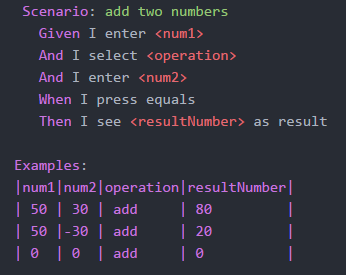 Scenario: add two numbers
Given I enter <num1>
And I select <operation>
And I enter <num2>
When I press equals
Then I see <resultNumber> as result
Examples:
|num1|num2|operation|resultNumber|
| 50 | 30 | add | 80 |
| 50 |-30 | add | 20 |
| 0 | 0 | add | 0 |